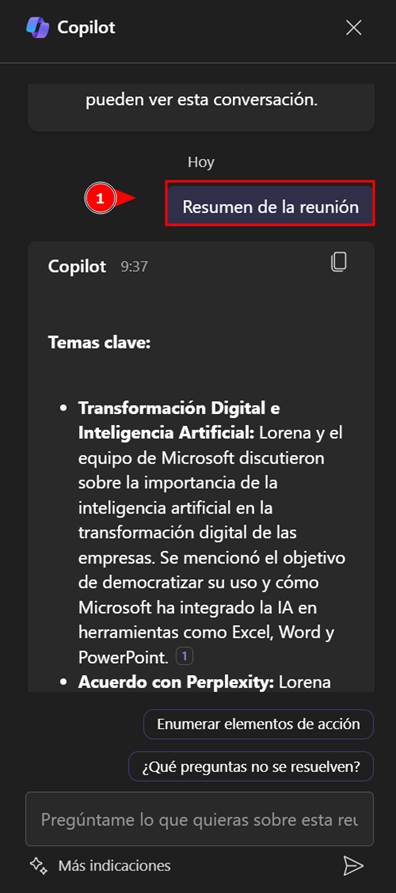 Copilot
pueden ver esta conversación.
Hoy
1
Resumen de la reunión
Copilot 9:37
Temas clave:
• Transformación Digital e
Inteligencia Artificial: Lorena y el
equipo de Microsoft discutieron
sobre la importancia de la
inteligencia artificial en la
transformación digital de las
empresas. Se mencionó el objetivo
de democratizar su uso y cómo
Microsoft ha integrado la IA en
herramientas como Excel, Word y
PowerPoint. 1
• Acuerdo con Perplexity: Lorena
Enumerar elementos de acción
¿Qué preguntas no se resuelven?
Pregúntame lo que quieras sobre esta reu
Más indicaciones